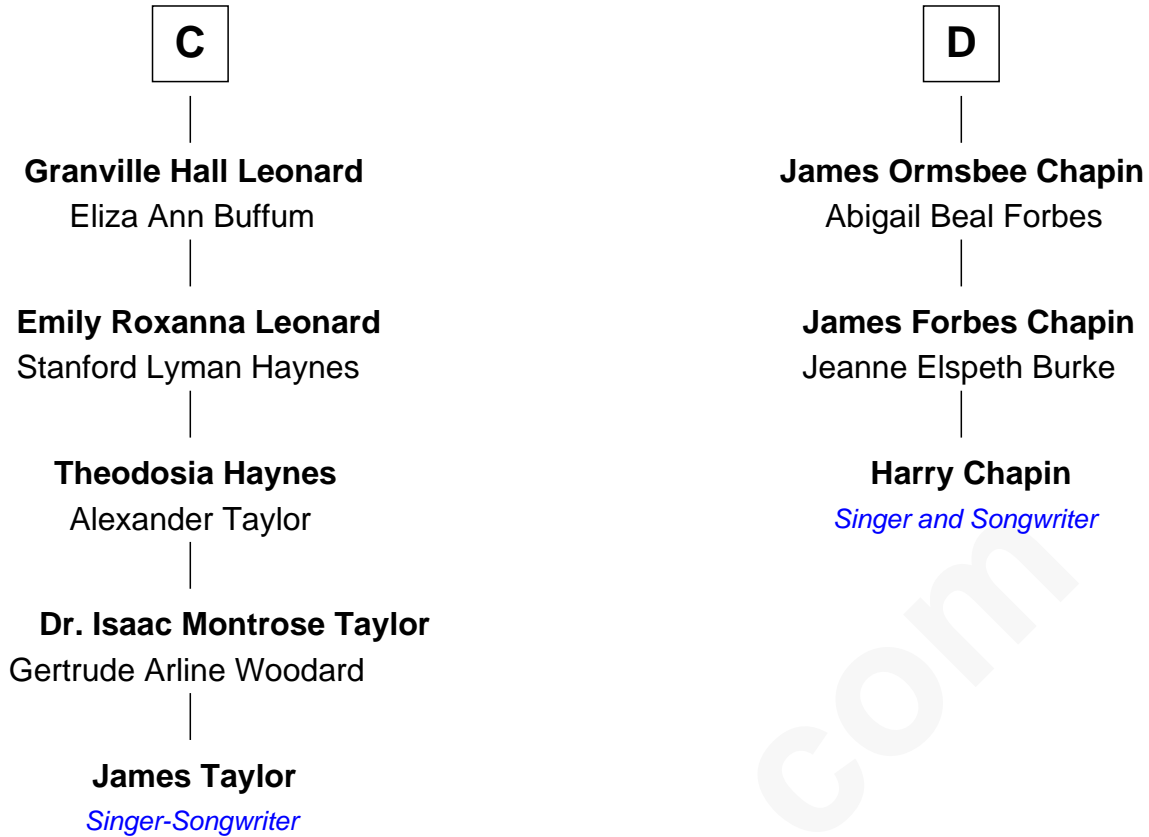 C
Granville Hall Leonard
Eliza Ann Buffum
Emily Roxanna Leonard
Stanford Lyman Haynes
Theodosia Haynes
Alexander Taylor
Dr. Isaac Montrose Taylor
Gertrude Arline Woodard
James Taylor
Singer-Songwriter
D
James Ormsbee Chapin
Abigail Beal Forbes
James Forbes Chapin
Jeanne Elspeth Burke
Harry Chapin
Singer and Songwriter
com